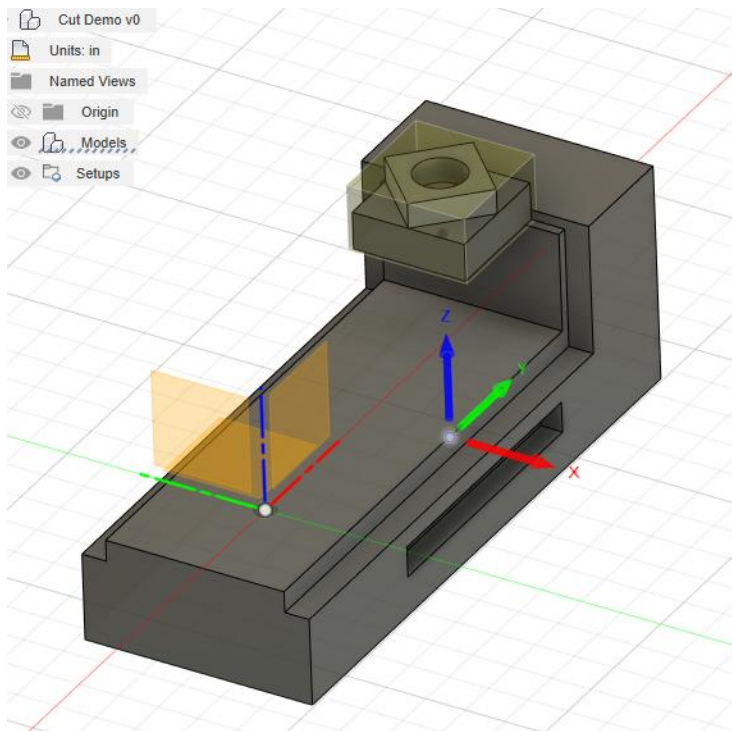 Cut Demo v0
Units: in
Named Views
Origin
Models
Setups
Z
Y
X